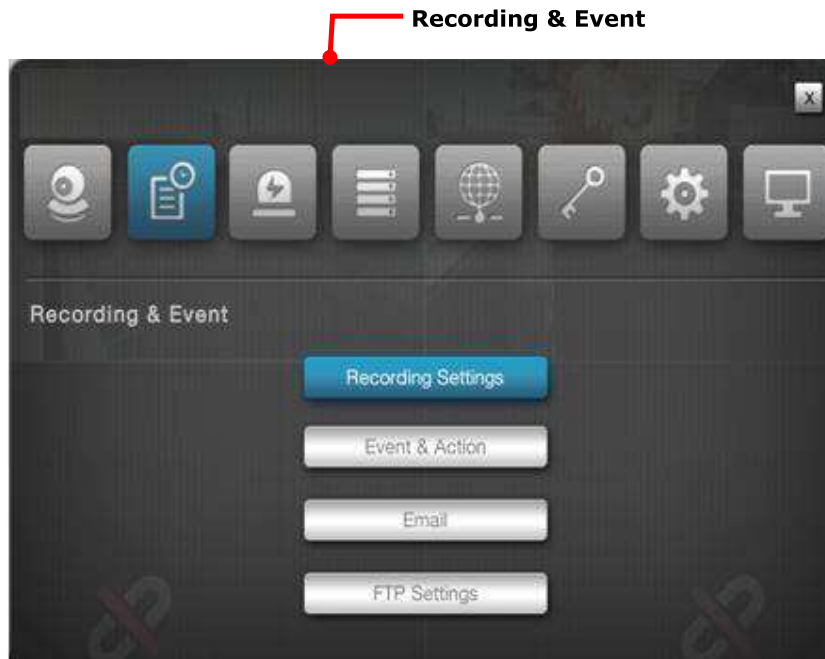 Recording & Event
X
Recording & Event
Recording Settings
Event & Action
Email
FTP Settings